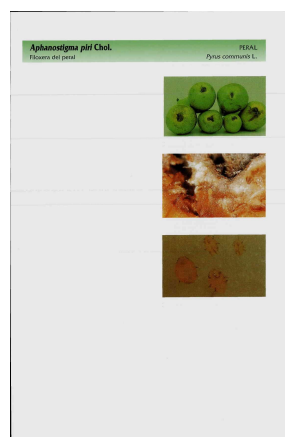 Aphanostigma piri Chol.
PERAL
Filoxera del peral
Pyrus communis L.